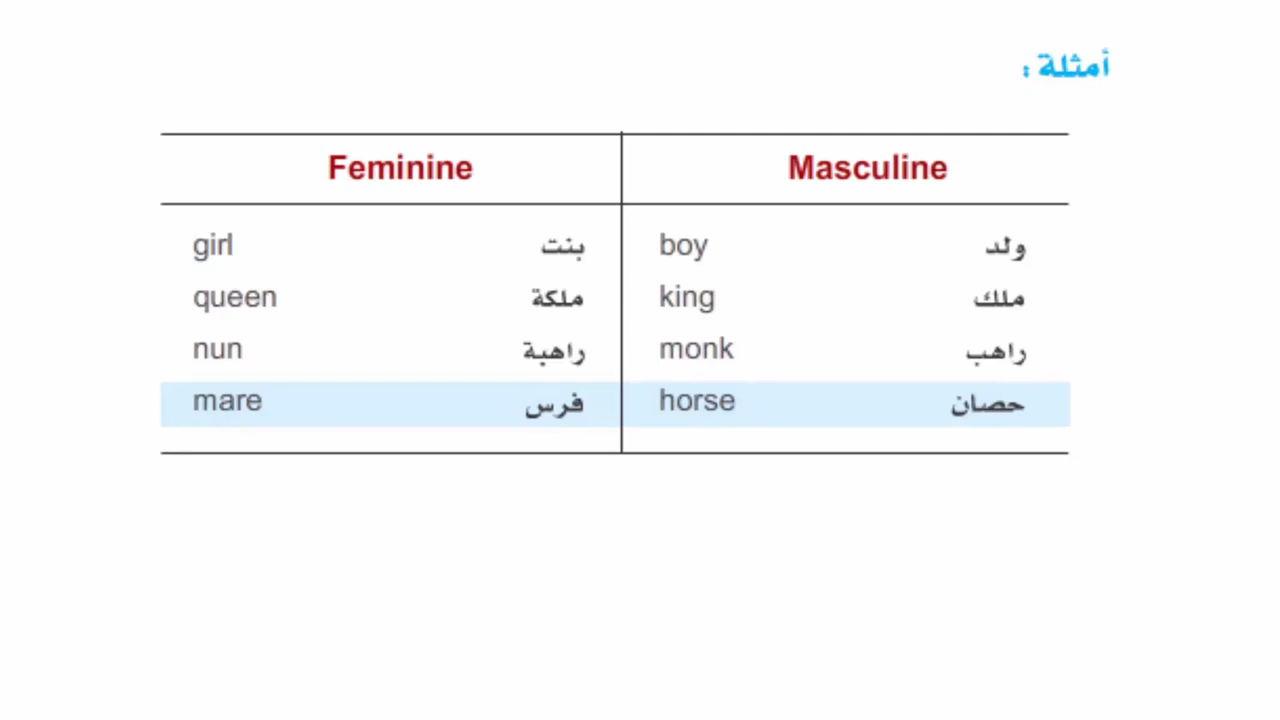 أمثلة :
Feminine Masculine
girl بنت boy ولد
queen ملكة king ملك
nun راهبة monk راهب
mare فرس horse حصان